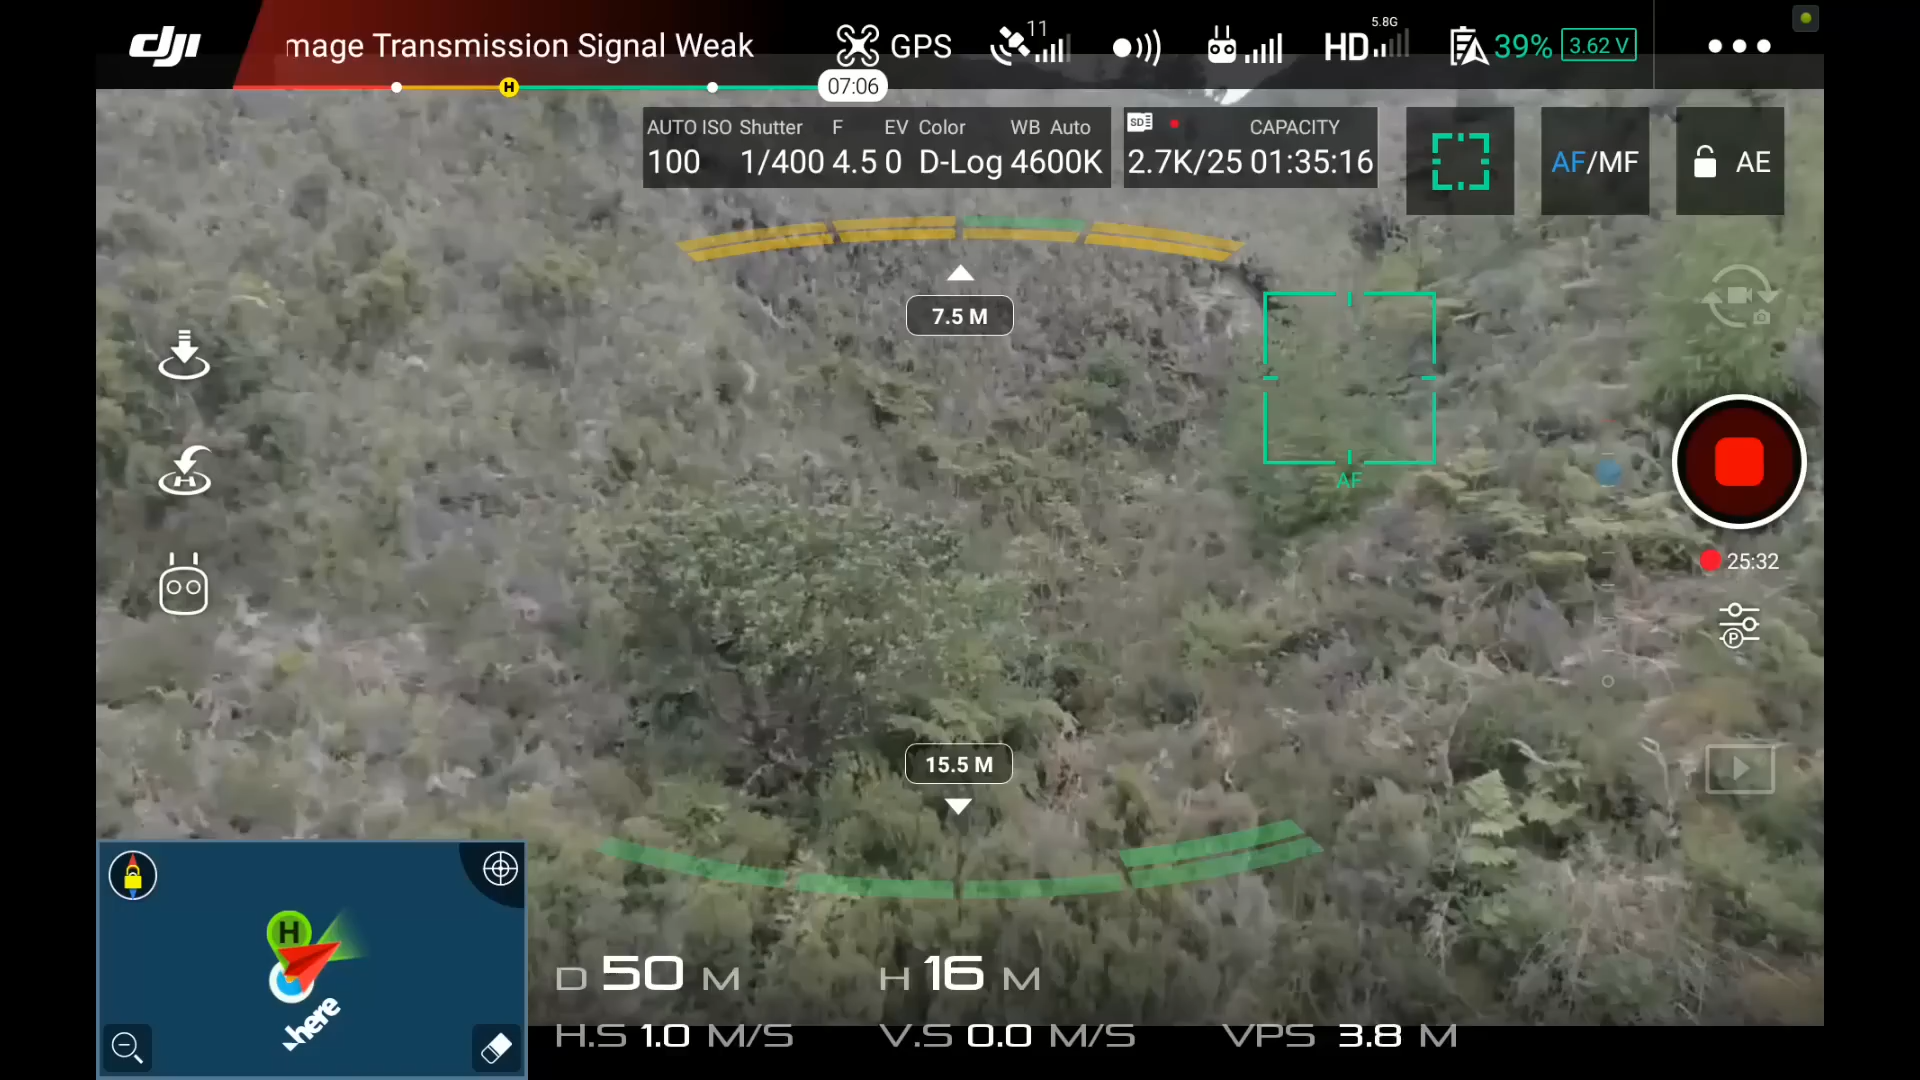 dji
mage Transmission Signal Weak
GPS
11
HD
5.8G
39%
3.62 V
H
07:06
AUTO ISO Shutter F EV Color WB Auto
100 1/400 4.5 0 D-Log 4600K
SD CAPACITY
2.7K/25 01:35:16
AF/MF
AE
7.5 M
AF
25:32
P
15.5 M
H
here
D 50 M H 16 M
H.S 1.0 M/S V.S 0.0 M/S VPS 3.8 M